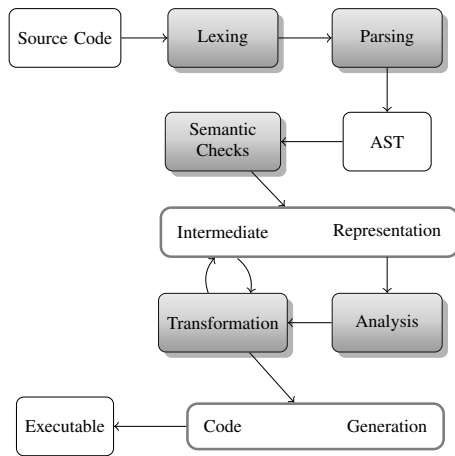 Source Code
Lexing
Parsing
Semantic
Checks
AST
Intermediate Representation
Transformation
Analysis
Executable
Code Generation